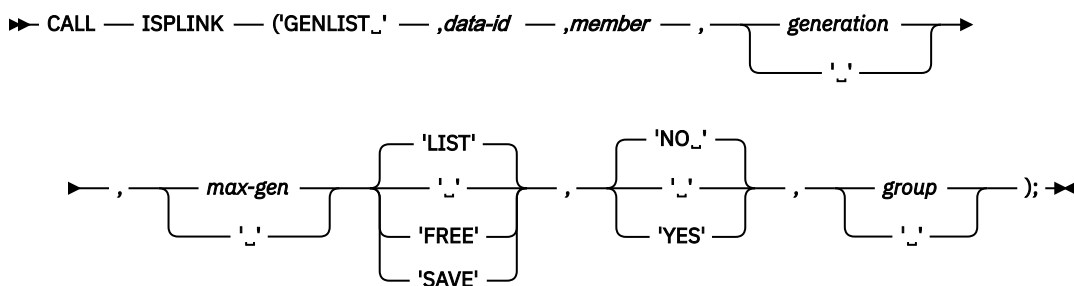 CALL ISPLINK ('GENLIST␣' ,data-id ,member , generation
'␣'
, max-gen 'LIST' , 'NO␣' , group );
'␣' '␣' '␣' '␣'
'FREE' 'YES'
'SAVE'